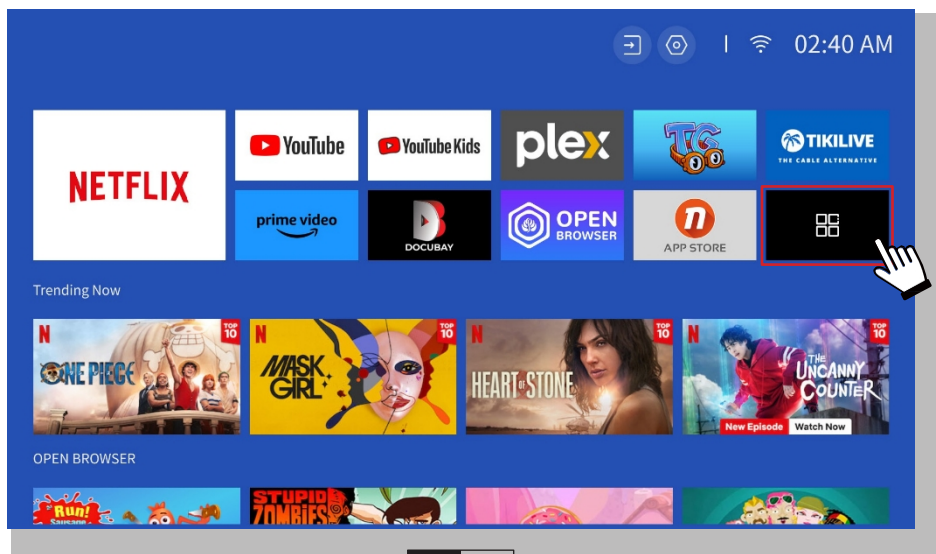 02:40 AM
NETFLIX
YouTube
YouTube Kids
plex
TG
TIKILIVE
THE CABLE ALTERNATIVE
prime video
DOCUBAY
OPEN
BROWSER
n
APP STORE
Trending Now
N
TOP
10
ONE PIECE
N
TOP
10
MASK
GIRL
N
TOP
10
HEART OF STONE
N
TOP
10
THE
UNCANNY
COUNTER
New Episode Watch Now
OPEN BROWSER
Run!
Sausage
STUPID
ZOMBIES